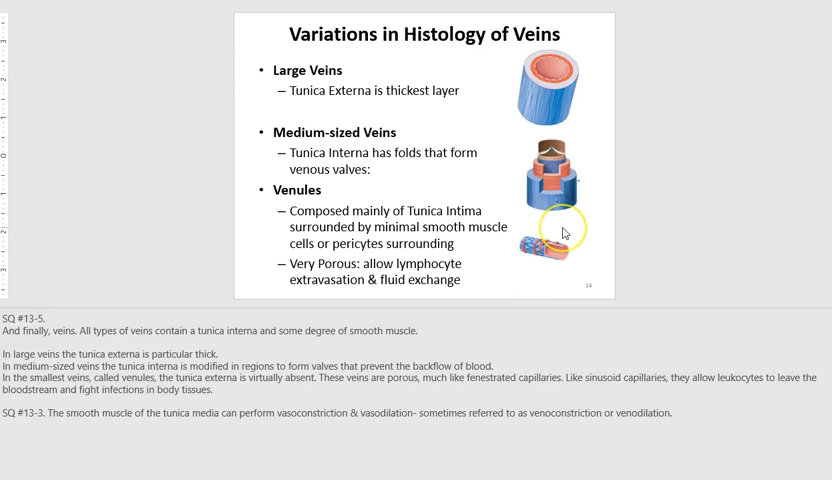 Variations in Histology of Veins
• Large Veins
– Tunica Externa is thickest layer
• Medium-sized Veins
– Tunica Interna has folds that form
venous valves:
• Venules
– Composed mainly of Tunica Intima
surrounded by minimal smooth muscle
cells or pericytes surrounding
– Very Porous: allow lymphocyte
extravasation & fluid exchange
14
SQ #13-5.
And finally, veins. All types of veins contain a tunica interna and some degree of smooth muscle.
In large veins the tunica externa is particular thick.
In medium-sized veins the tunica interna is modified in regions to form valves that prevent the backflow of blood.
In the smallest veins, called venules, the tunica externa is virtually absent. These veins are porous, much like fenestrated capillaries. Like sinusoid capillaries, they allow leukocytes to leave the
bloodstream and fight infections in body tissues.
SQ #13-3. The smooth muscle of the tunica media can perform vasoconstriction & vasodilation- sometimes referred to as venoconstriction or venodilation.